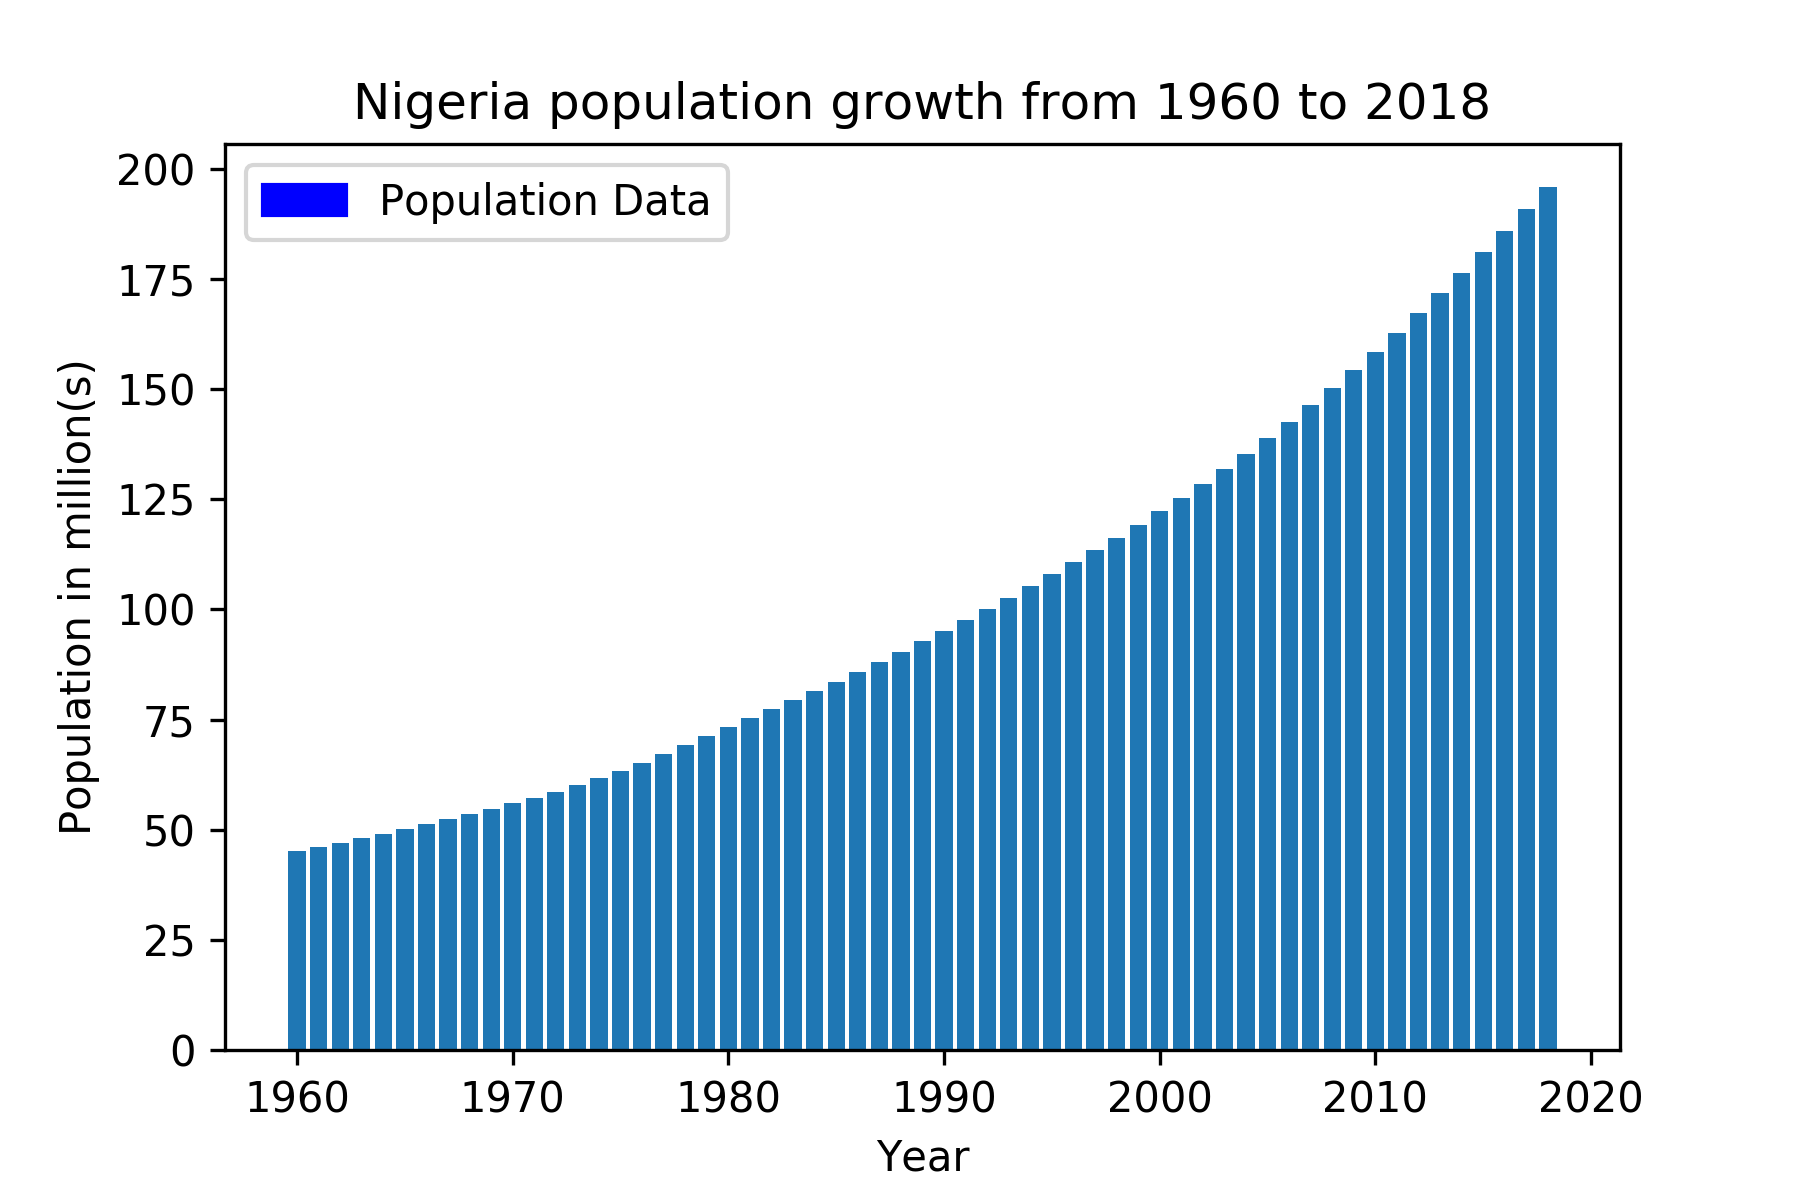 Nigeria population growth from 1960 to 2018
Population Data
Population in million(s)
200
175
150
125
100
75
50
25
0
1960 1970 1980 1990 2000 2010 2020
Year